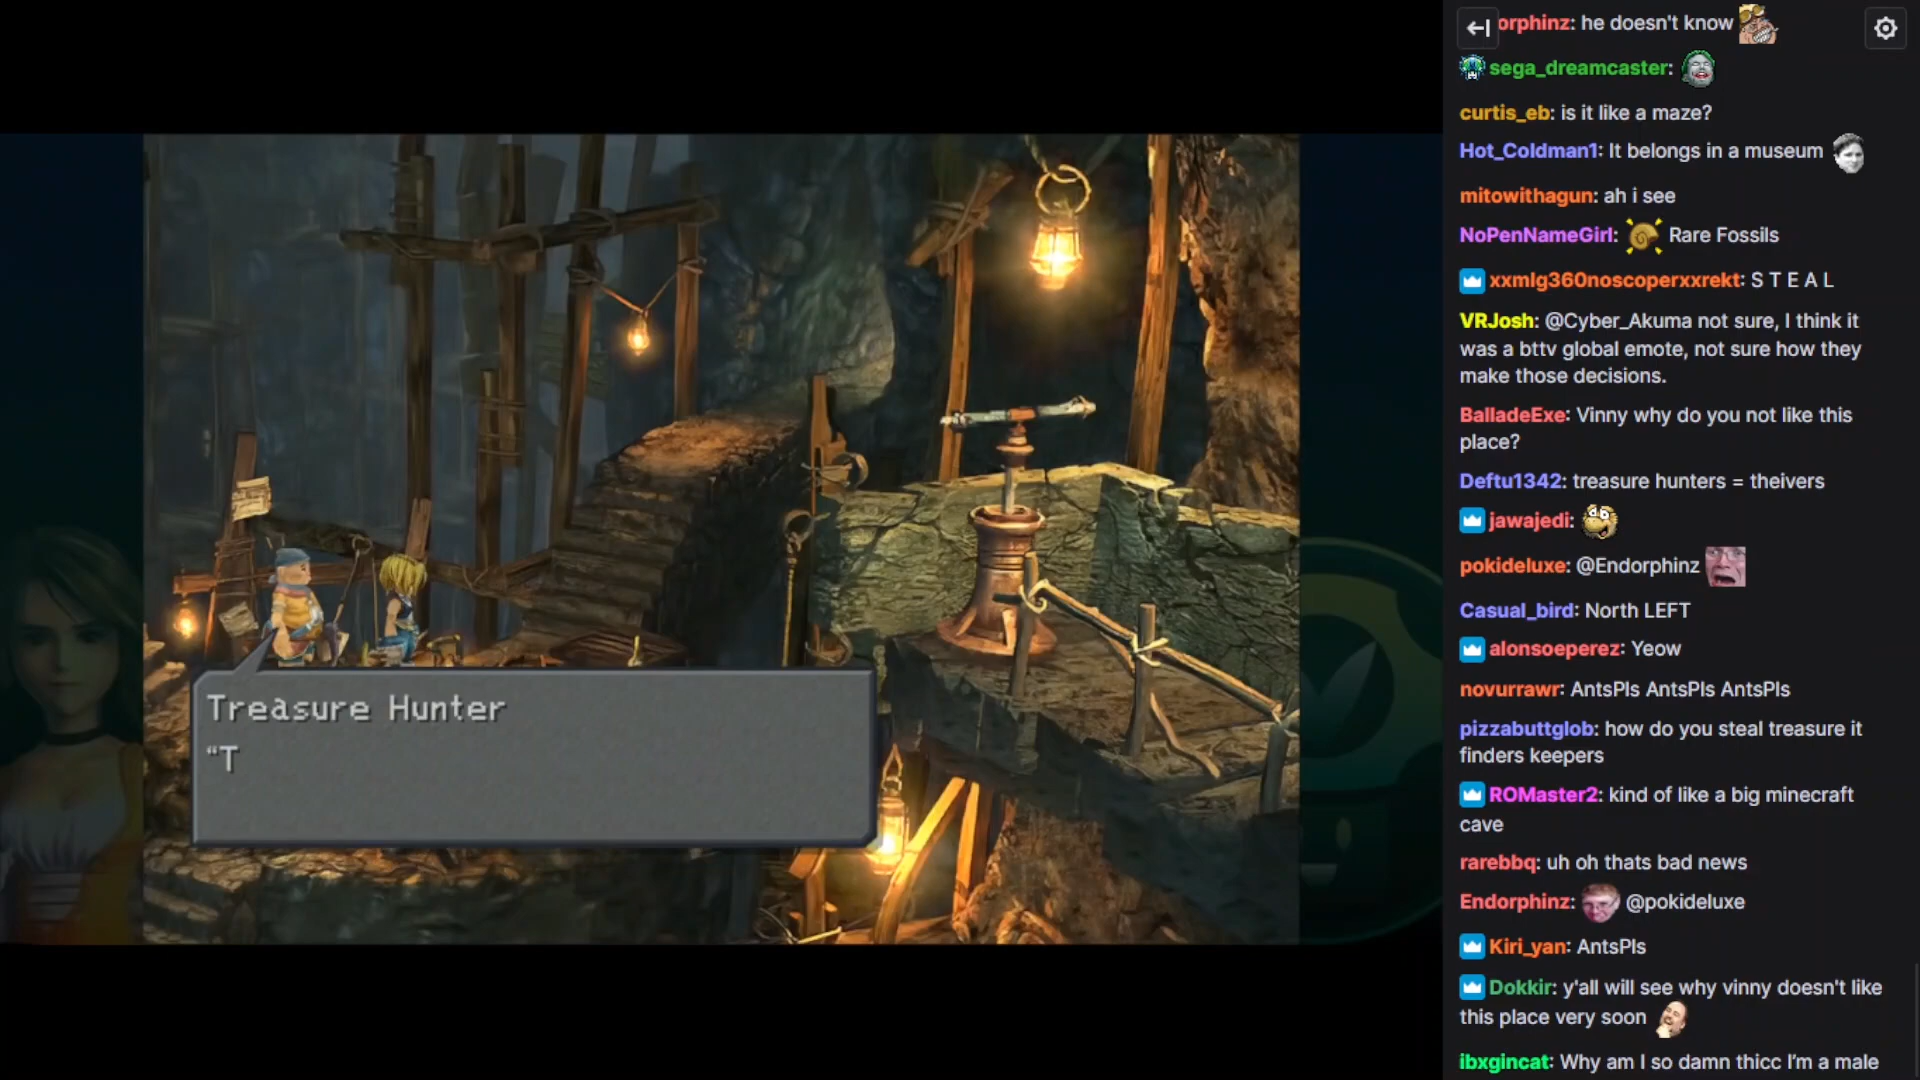 Treasure Hunter
“T
orphinz: he doesn't know
sega_dreamcaster:
curtis_eb: is it like a maze?
Hot_Coldman1: It belongs in a museum
mitowithagun: ah i see
NoPenNameGirl: Rare Fossils
xxmlg360noscoperxxrekt: S T E A L
VRJosh: @Cyber_Akuma not sure, I think it
was a bttv global emote, not sure how they
make those decisions.
BalladeExe: Vinny why do you not like this
place?
Deftu1342: treasure hunters = theivers
jawajedi:
pokideluxe: @Endorphinz
Casual_bird: North LEFT
alonsoeperez: Yeow
novurrawr: AntsPls AntsPls AntsPls
pizzabuttglob: how do you steal treasure it
finders keepers
ROMaster2: kind of like a big minecraft
cave
rarebbq: uh oh thats bad news
Endorphinz: @pokideluxe
Kiri_yan: AntsPls
Dokkir: y'all will see why vinny doesn't like
this place very soon
ibxgincat: Why am I so damn thicc I'm a male